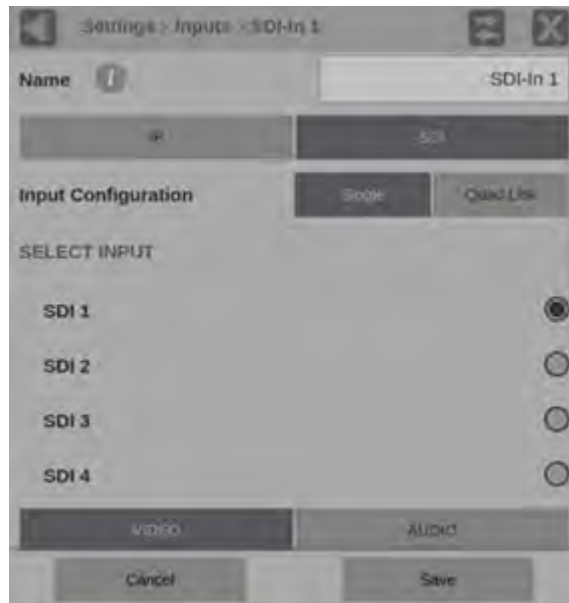 Settings > Inputs > SDI-In 1
Name
SDI-In 1
IP
SDI
Input Configuration
Single
Quad Link
SELECT INPUT
SDI 1
SDI 2
SDI 3
SDI 4
VIDEO
AUDIO
Cancel
Save